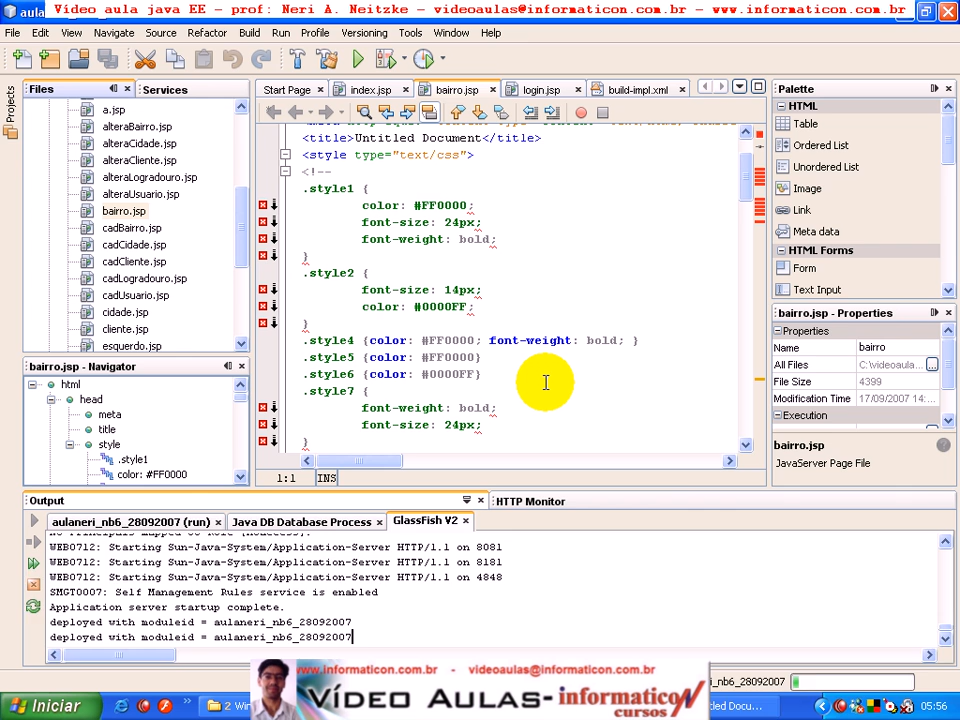 Vídeo aula java EE - prof: Neri A. Neitzke - videoaulas@informaticon.com.br - www.informaticon.com.br
aula
File Edit View Navigate Source Refactor Build Run Profile Versioning Tools Window Help
Projects
Files
Services
a.jsp
alteraBairro.jsp
alteraCidade.jsp
alteraCliente.jsp
alteraLogradouro.jsp
alteraUsuario.jsp
bairro.jsp
cadBairro.jsp
cadCidade.jsp
cadCliente.jsp
cadLogradouro.jsp
cadUsuario.jsp
cidade.jsp
cliente.jsp
esquerdo.jsp
bairro.jsp - Navigator
html
head
meta
title
style
.style1
color: #FF0000
Start Page index.jsp bairro.jsp login.jsp build-impl.xml
<title>Untitled Document</title>
<style type="text/css">
<!--
.style1 {
color: #FF0000;
font-size: 24px;
font-weight: bold;
}
.style2 {
font-size: 14px;
color: #0000FF;
}
.style4 {color: #FF0000; font-weight: bold; }
.style5 {color: #FF0000}
.style6 {color: #0000FF}
.style7 {
font-weight: bold;
font-size: 24px;
}
1:1 INS
Palette
HTML
Table
Ordered List
Unordered List
Image
Link
Meta data
HTML Forms
Form
Text Input
bairro.jsp - Properties
Properties
Name bairro
All Files C:\videoaula...
File Size 4399
Modification Time 17/09/2007 14...
Execution
bairro.jsp
JavaServer Page File
Output
HTTP Monitor
aulaneri_nb6_28092007 (run) Java DB Database Process GlassFish V2
WEB0712: Starting Sun-Java-System/Application-Server HTTP/1.1 on 8081
WEB0712: Starting Sun-Java-System/Application-Server HTTP/1.1 on 8181
WEB0712: Starting Sun-Java-System/Application-Server HTTP/1.1 on 4848
SMGT0007: Self Management Rules service is enabled
Application server startup complete.
deployed with moduleid = aulaneri_nb6_28092007
deployed with moduleid = aulaneri_nb6_28092007
www.informaticon.com.br - videoaulas@informaticon.com.br
VÍDEO AULAS-informaticon
cursos
_nb6_28092007
Iniciar
2 Win
led Docu...
05:56